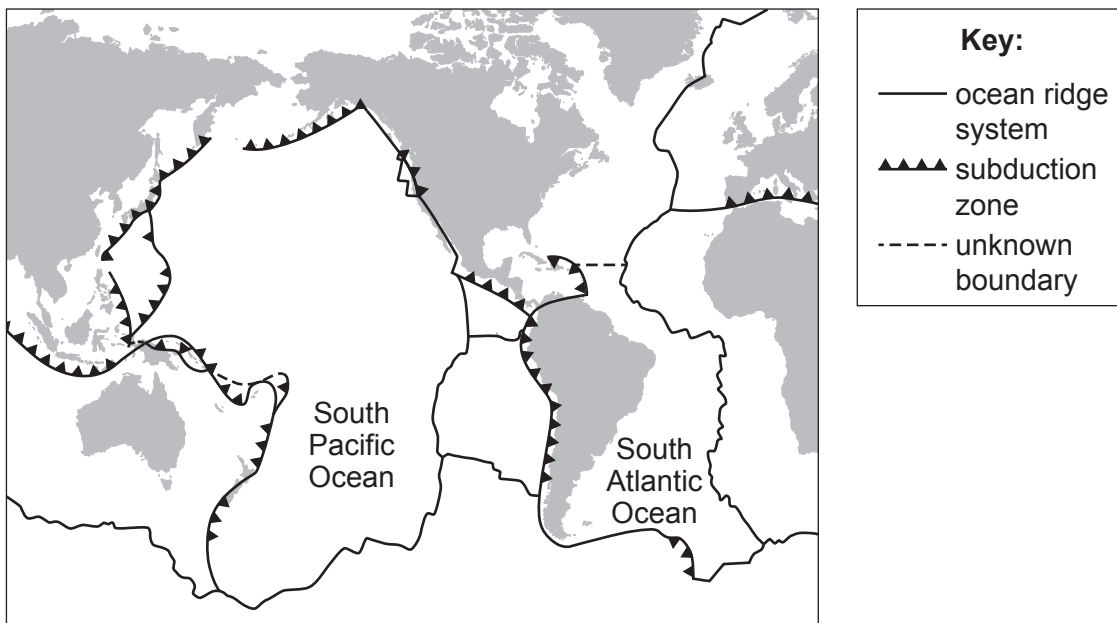 South
Pacific
Ocean
South
Atlantic
Ocean
Key:
ocean ridge
system
subduction
zone
unknown
boundary